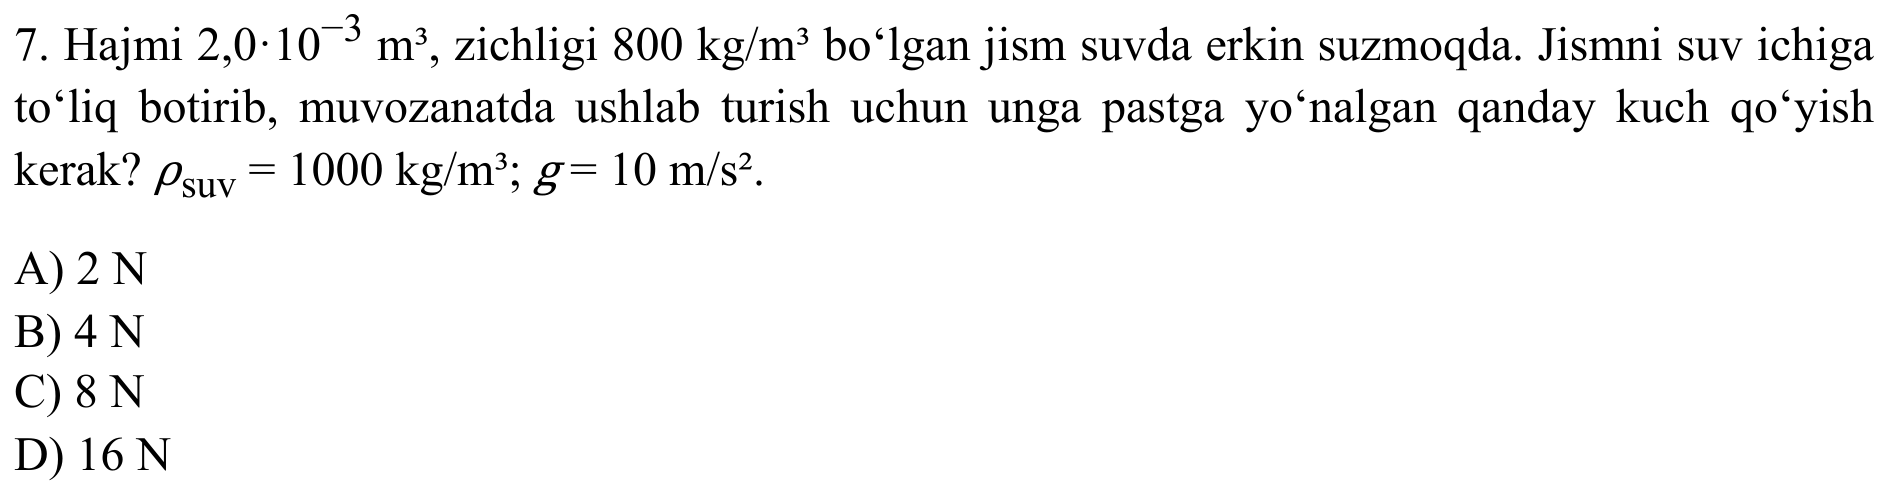 7. Hajmi 2,0·10⁻³ m³, zichligi 800 kg/m³ bo‘lgan jism suvda erkin suzmoqda. Jismni suv ichiga
to‘liq botirib, muvozanatda ushlab turish uchun unga pastga yo‘nalgan qanday kuch qo‘yish
kerak? ρsuv = 1000 kg/m³; g= 10 m/s².
A) 2 N
B) 4 N
C) 8 N
D) 16 N